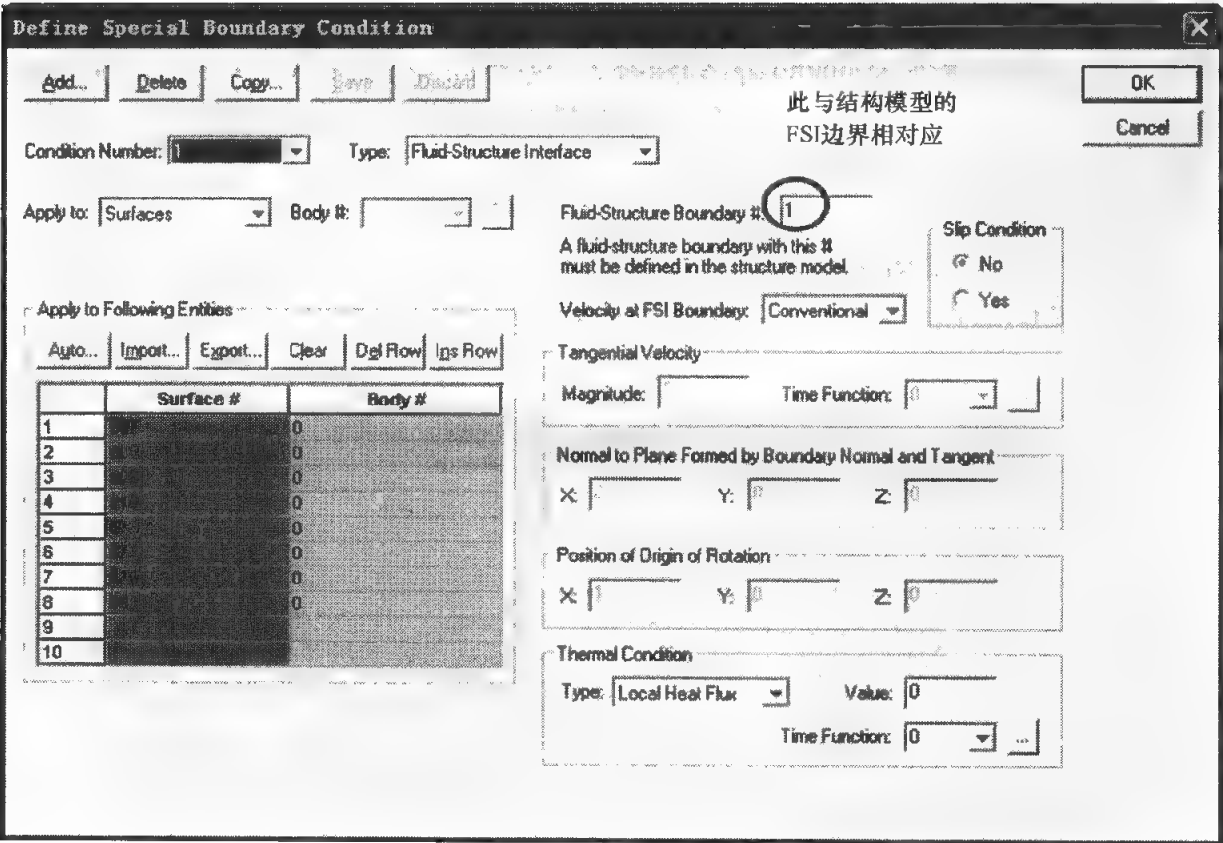 Define Special Boundary Condition
Add... Delete Copy... Save Discard
此与结构模型的
FSI边界相对应
OK
Cancel
Condition Number: 1 Type: Fluid-Structure Interface
Apply to: Surfaces Body #:
Fluid-Structure Boundary #: 1
A fluid-structure boundary with this #
must be defined in the structure model.
Slip Condition
No
Yes
Velocity at FSI Boundary: Conventional
Apply to Following Entities
Auto... Import... Export... Clear Del Row Ins Row
Surface # Body #
1 0
2 0
3 0
4 0
5 0
6 0
7 0
8 0
9
10
Tangential Velocity
Magnitude: Time Function: 0
Normal to Plane Formed by Boundary Normal and Tangent
X: Y: 0 Z: 0
Position of Origin of Rotation
X: Y: 0 Z: 0
Thermal Condition
Type: Local Heat Flux Value: 0
Time Function: 0 ...